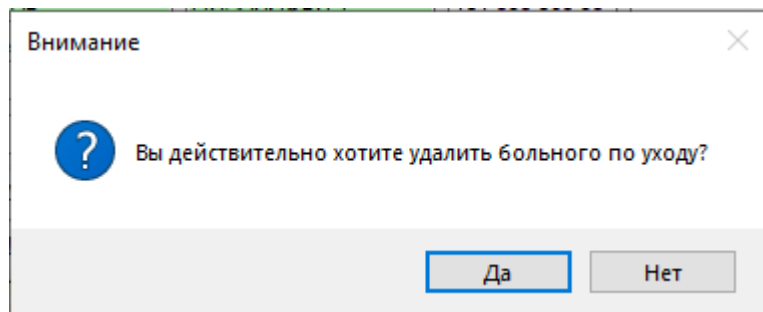 Внимание
Вы действительно хотите удалить больного по уходу?
Да
Нет